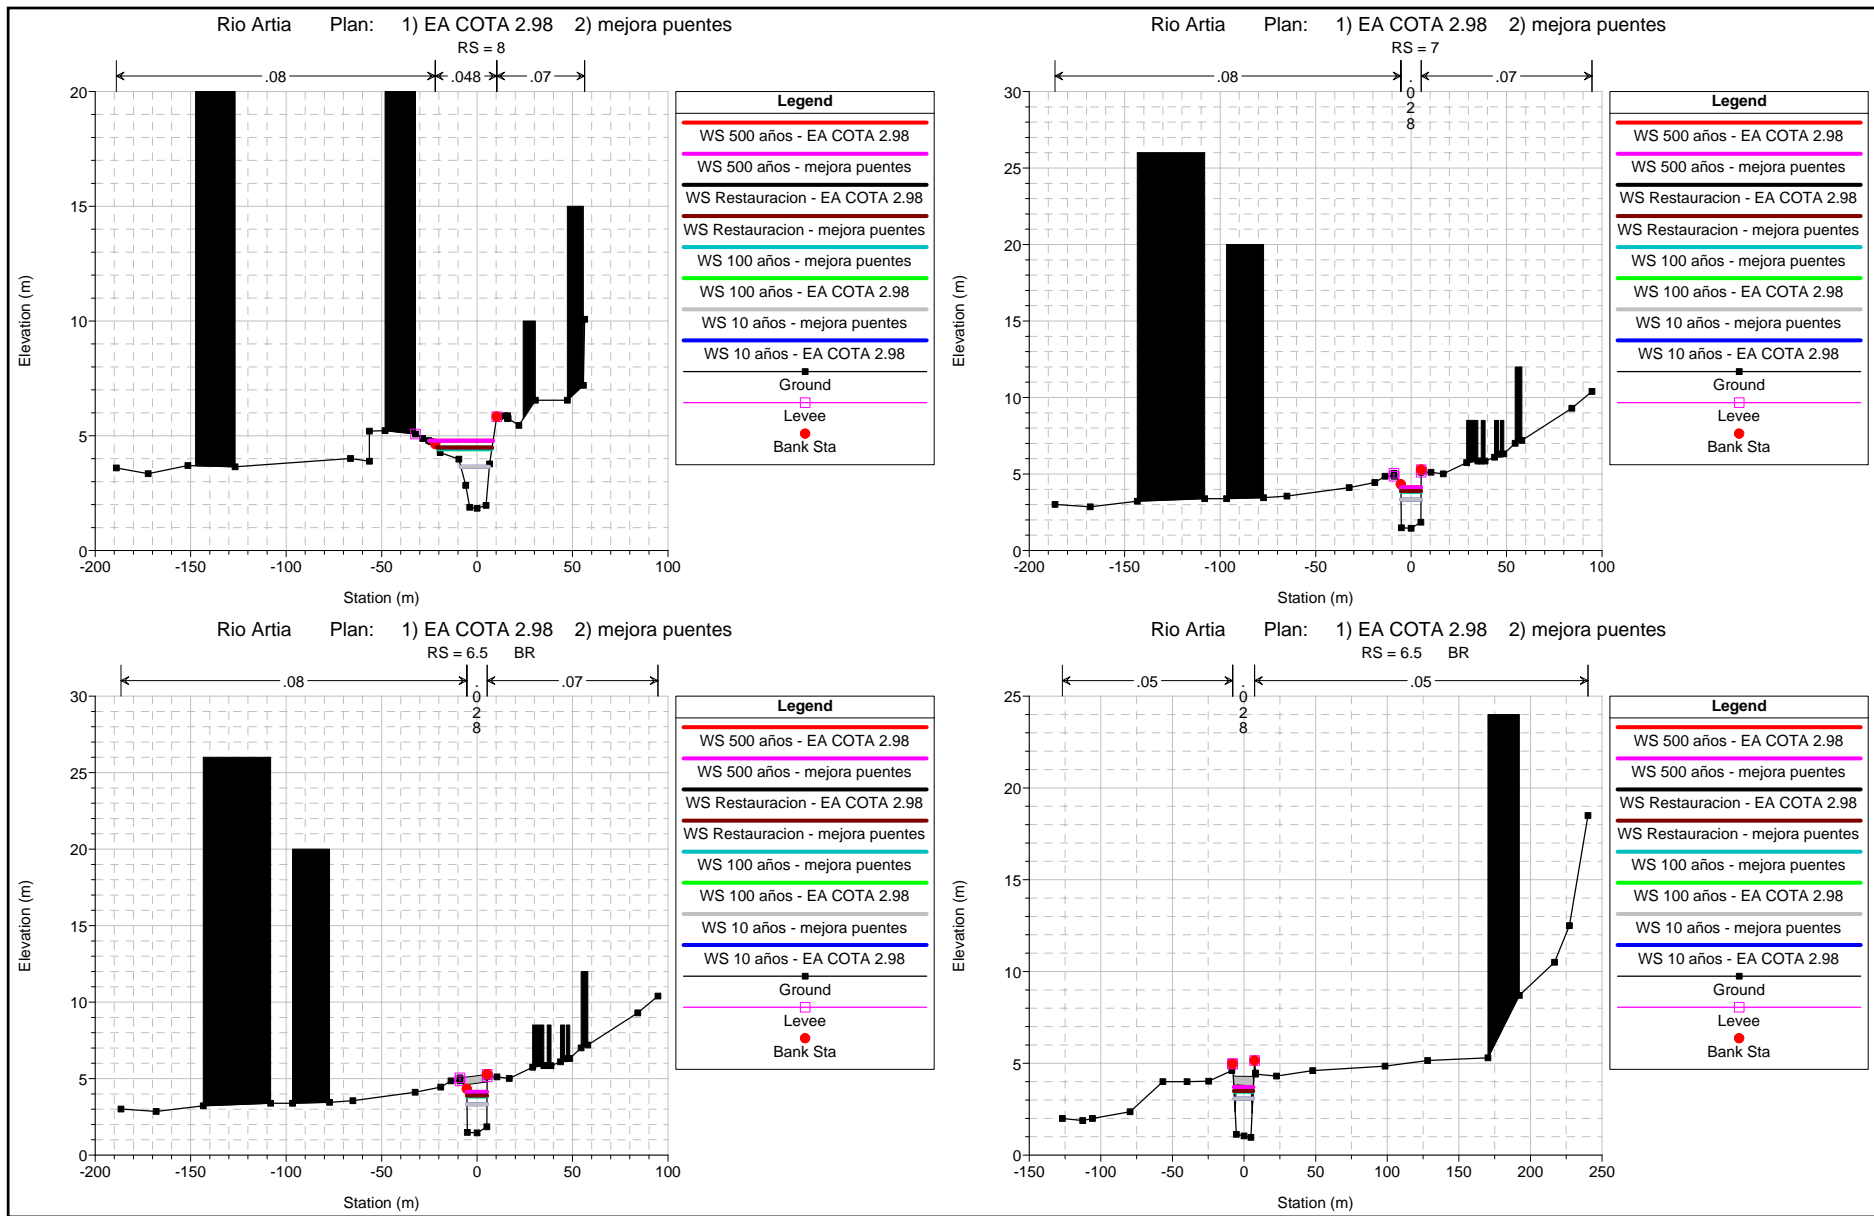 Rio Artia Plan: 1) EA COTA 2.98 2) mejora puentes
RS = 8
.08 .048 .07
20
15
10
5
0
-200 -150 -100 -50 0 50 100
Elevation (m)
Station (m)
Legend
WS 500 años - EA COTA 2.98
WS 500 años - mejora puentes
WS Restauracion - EA COTA 2.98
WS Restauracion - mejora puentes
WS 100 años - mejora puentes
WS 100 años - EA COTA 2.98
WS 10 años - mejora puentes
WS 10 años - EA COTA 2.98
Ground
Levee
Bank Sta
Rio Artia Plan: 1) EA COTA 2.98 2) mejora puentes
RS = 7
.08 .028 .07
30
25
20
15
10
5
0
-200 -150 -100 -50 0 50 100
Elevation (m)
Station (m)
Legend
WS 500 años - EA COTA 2.98
WS 500 años - mejora puentes
WS Restauracion - EA COTA 2.98
WS Restauracion - mejora puentes
WS 100 años - mejora puentes
WS 100 años - EA COTA 2.98
WS 10 años - mejora puentes
WS 10 años - EA COTA 2.98
Ground
Levee
Bank Sta
Rio Artia Plan: 1) EA COTA 2.98 2) mejora puentes
RS = 6.5 BR
.08 .028 .07
30
25
20
15
10
5
0
-200 -150 -100 -50 0 50 100
Elevation (m)
Station (m)
Legend
WS 500 años - EA COTA 2.98
WS 500 años - mejora puentes
WS Restauracion - EA COTA 2.98
WS Restauracion - mejora puentes
WS 100 años - mejora puentes
WS 100 años - EA COTA 2.98
WS 10 años - mejora puentes
WS 10 años - EA COTA 2.98
Ground
Levee
Bank Sta
Rio Artia Plan: 1) EA COTA 2.98 2) mejora puentes
RS = 6.5 BR
.05 .028 .05
25
20
15
10
5
0
-150 -100 -50 0 50 100 150 200 250
Elevation (m)
Station (m)
Legend
WS 500 años - EA COTA 2.98
WS 500 años - mejora puentes
WS Restauracion - EA COTA 2.98
WS Restauracion - mejora puentes
WS 100 años - mejora puentes
WS 100 años - EA COTA 2.98
WS 10 años - mejora puentes
WS 10 años - EA COTA 2.98
Ground
Levee
Bank Sta